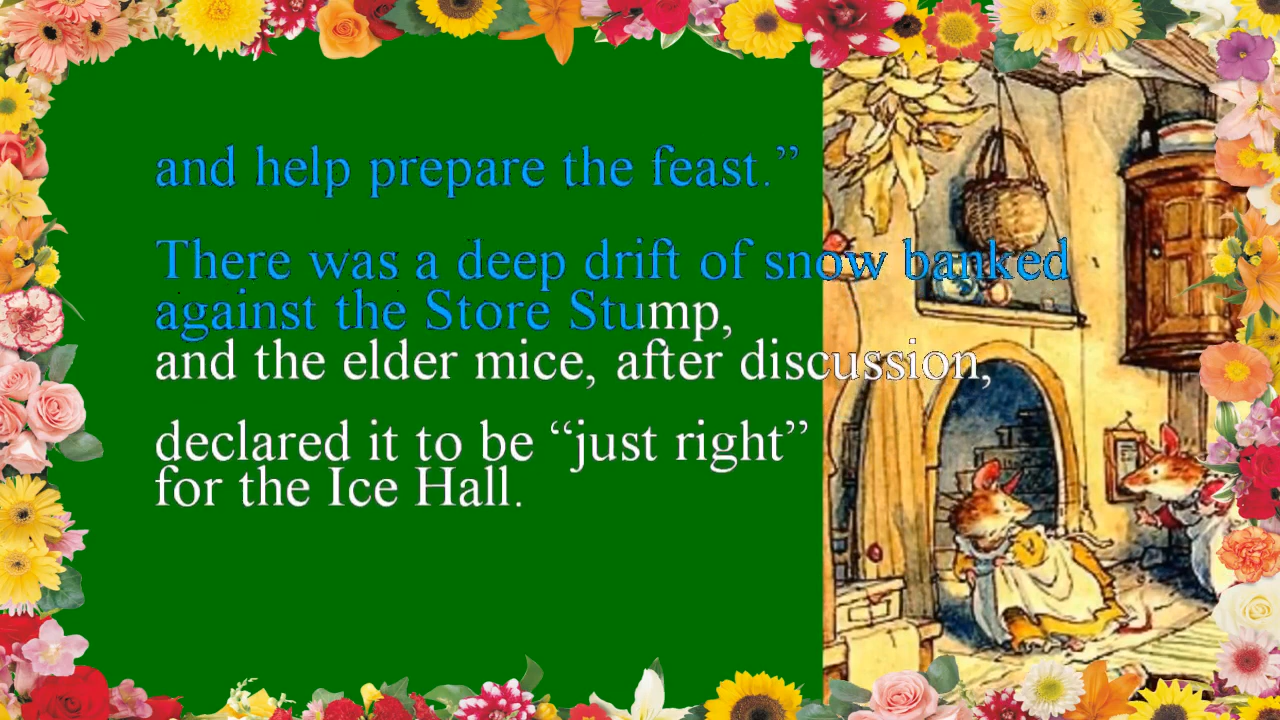 and help prepare the feast.”
There was a deep drift of snow banked
against the Store Stump,
and the elder mice, after discussion,
declared it to be “just right”
for the Ice Hall.